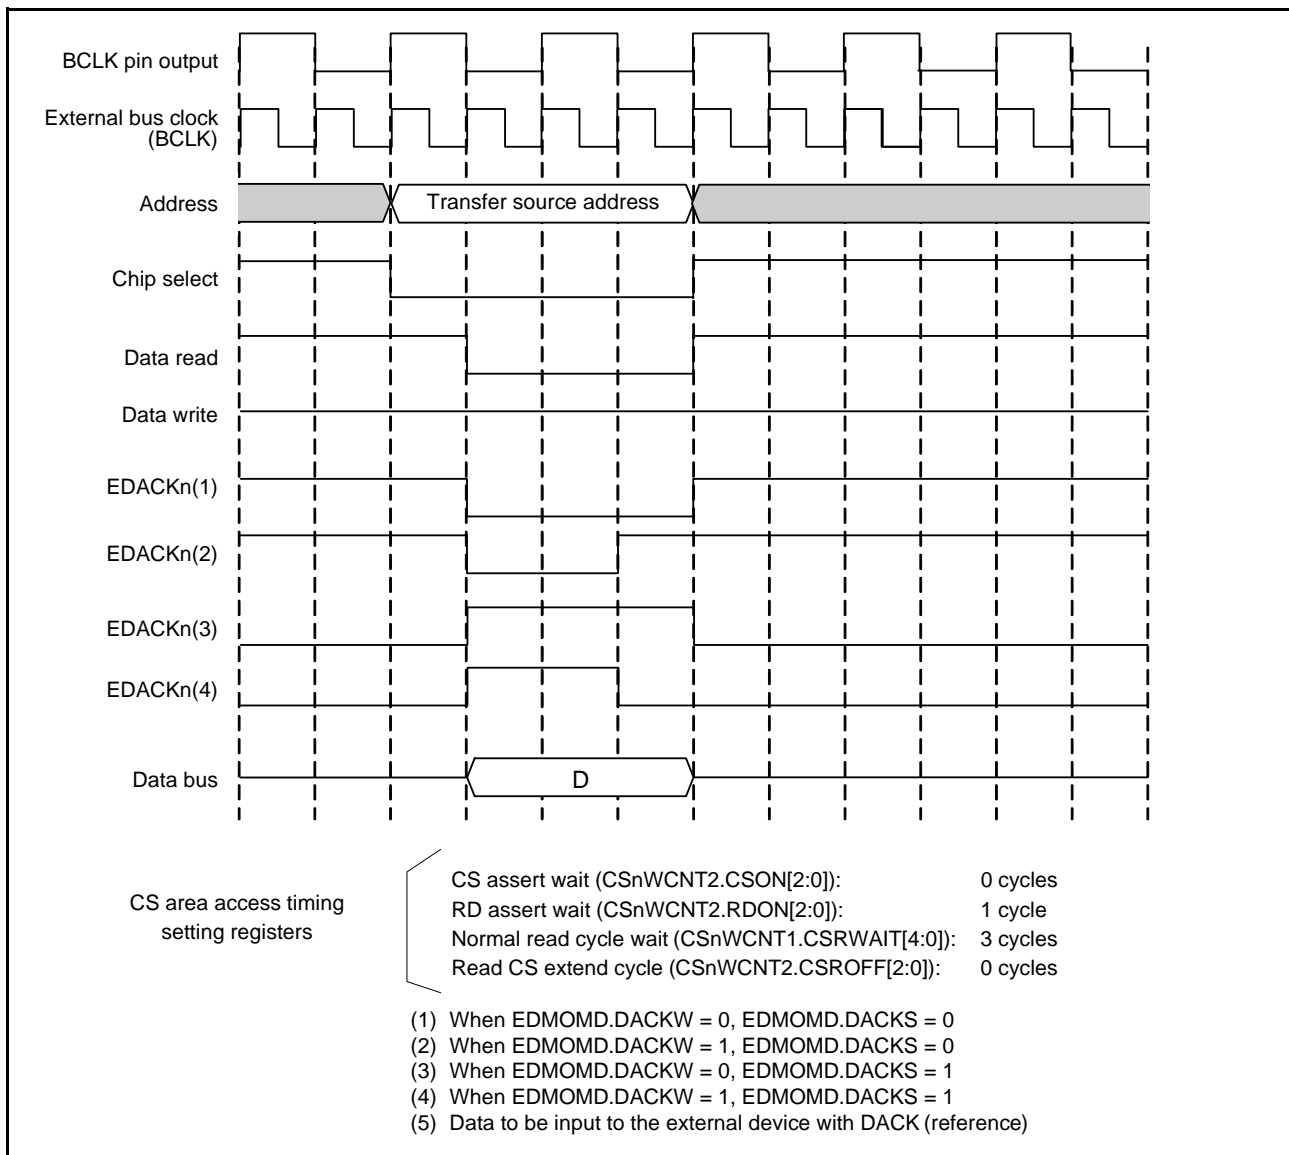 BCLK pin output
External bus clock
(BCLK)
Address
Transfer source address
Chip select
Data read
Data write
EDACKn(1)
EDACKn(2)
EDACKn(3)
EDACKn(4)
Data bus
D
CS area access timing
setting registers
CS assert wait (CSnWCNT2.CSON[2:0]): 0 cycles
RD assert wait (CSnWCNT2.RDON[2:0]): 1 cycle
Normal read cycle wait (CSnWCNT1.CSRWAIT[4:0]): 3 cycles
Read CS extend cycle (CSnWCNT2.CSROFF[2:0]): 0 cycles
(1) When EDMOMD.DACKW = 0, EDMOMD.DACKS = 0
(2) When EDMOMD.DACKW = 1, EDMOMD.DACKS = 0
(3) When EDMOMD.DACKW = 0, EDMOMD.DACKS = 1
(4) When EDMOMD.DACKW = 1, EDMOMD.DACKS = 1
(5) Data to be input to the external device with DACK (reference)